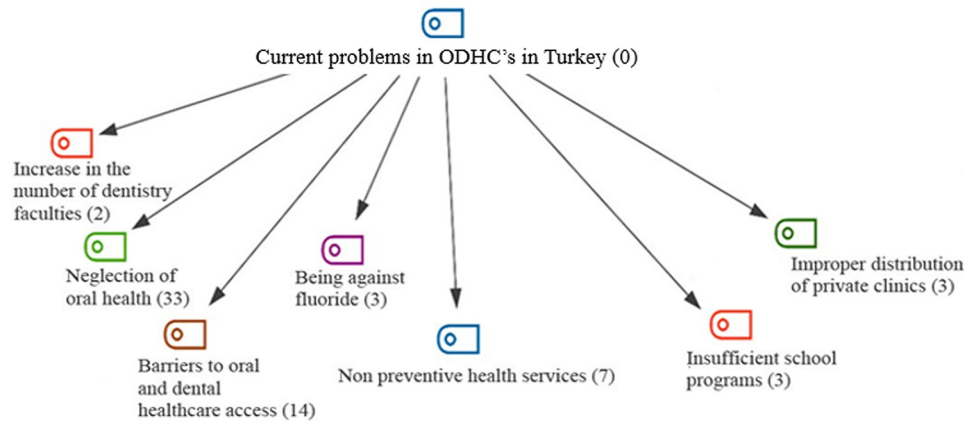 Current problems in ODHC's in Turkey (0)
Increase in the
number of dentistry
faculties (2)
Neglection of
oral health (33)
Barriers to oral
and dental
healthcare access (14)
Being against
fluoride (3)
Non preventive health services (7)
Insufficient school
programs (3)
Improper distribution
of private clinics (3)